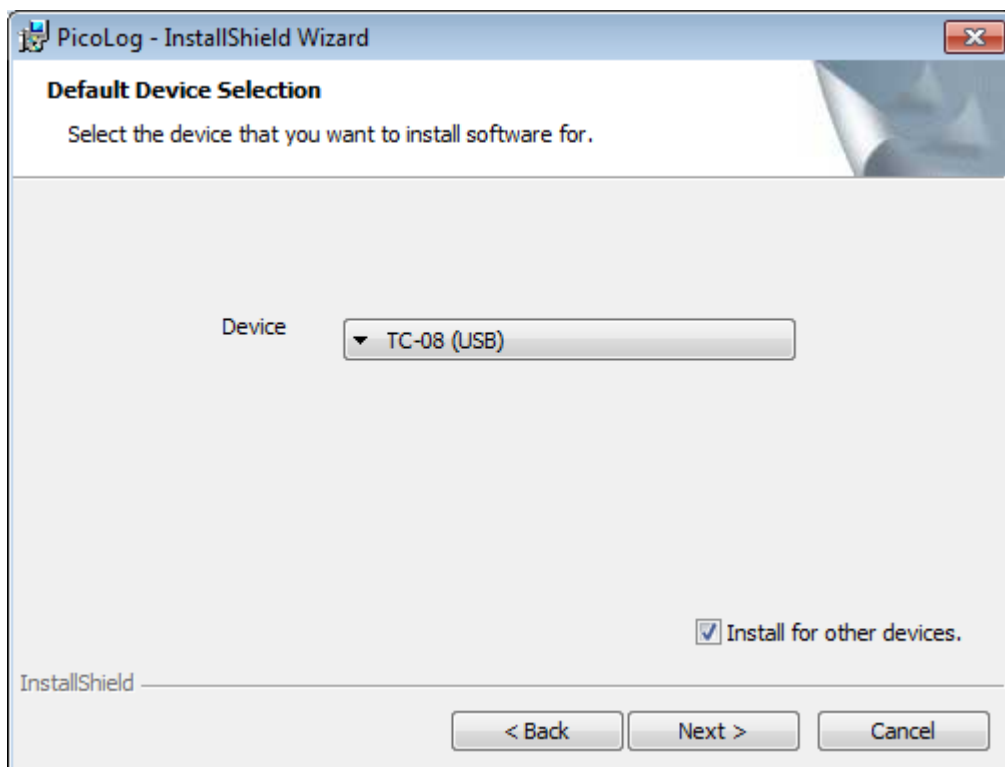 PicoLog - InstallShield Wizard
Default Device Selection
Select the device that you want to install software for.
Device
TC-08 (USB)
Install for other devices.
InstallShield
< Back
Next >
Cancel